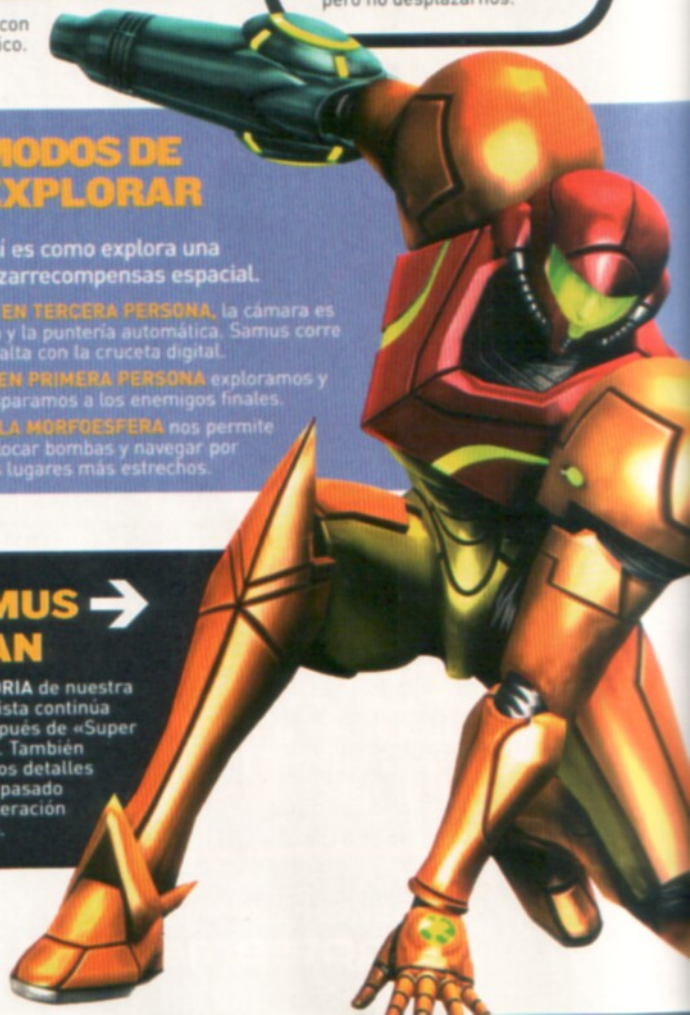 pero no desplazarnos.
con
ico.
MODOS DE
EXPLORAR
í es como explora una
zarrecompensas espacial.
EN TERCERA PERSONA, la cámara es
y la puntería automática. Samus corre
alta con la cruceta digital.
EN PRIMERA PERSONA exploramos y
paramos a los enemigos finales.
LA MORFOESFERA nos permite
ocar bombas y navegar por
s lugares más estrechos.
MUS
AN
ORIA de nuestra
ista continúa
pués de «Super
. También
os detalles
pasado
eración